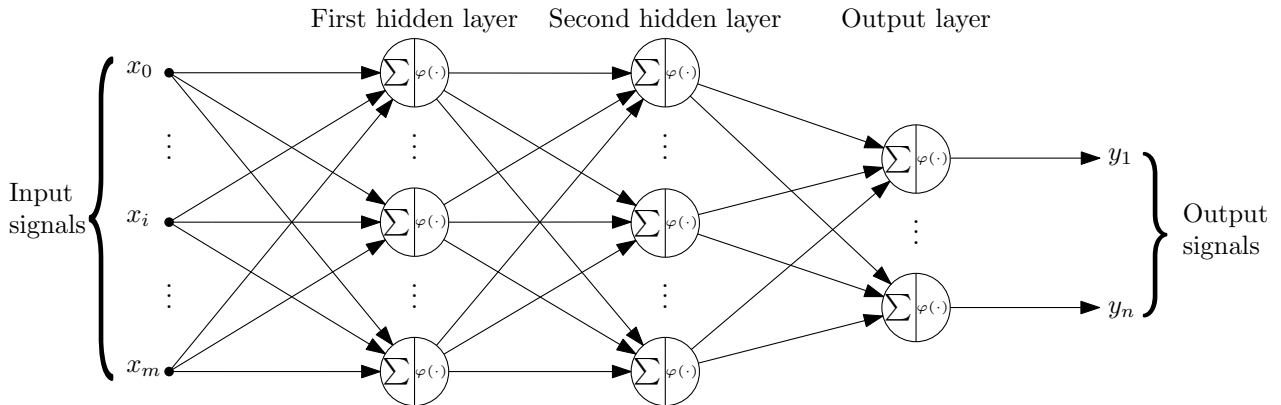 First hidden layer Second hidden layer Output layer
x₀ ∑ φ(·) ∑ φ(·)
⋮ ⋮ ⋮
∑ φ(·) y₁
Input
signals
xᵢ ∑ φ(·) ∑ φ(·)
⋮
Output
signals
⋮ ⋮ ⋮
∑ φ(·) yₙ
xₘ ∑ φ(·) ∑ φ(·)